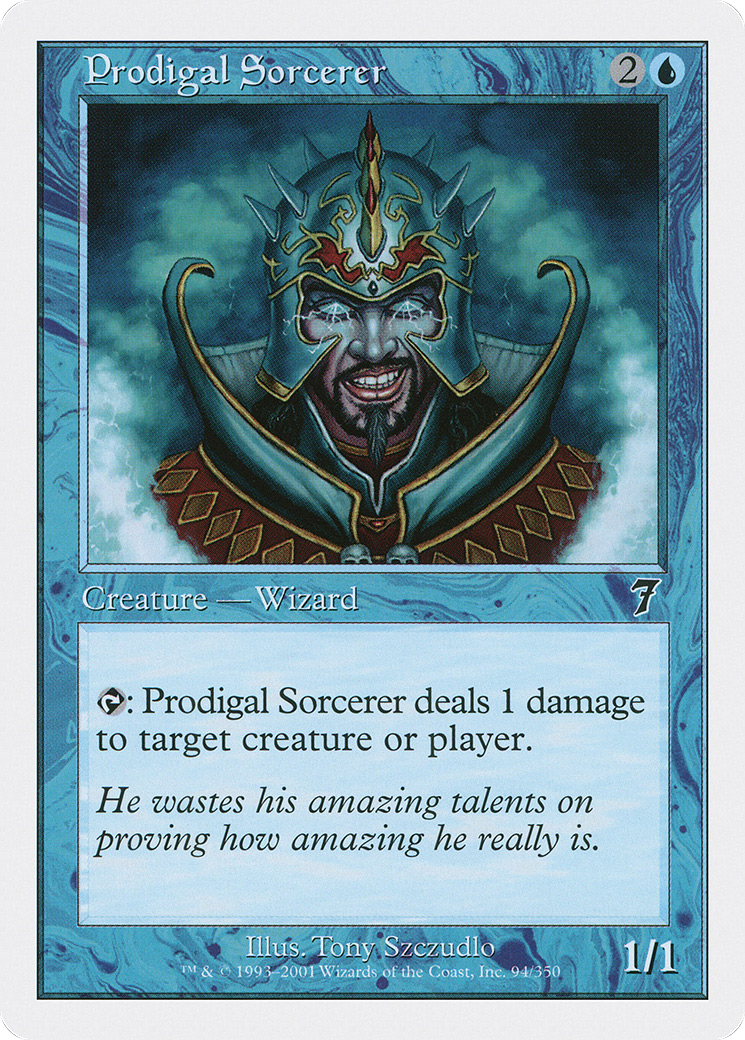 Prodigal Sorcerer 2
Creature — Wizard 7
: Prodigal Sorcerer deals 1 damage
to target creature or player.
He wastes his amazing talents on
proving how amazing he really is.
Illus. Tony Szczudlo
™ & © 1993–2001 Wizards of the Coast, Inc. 94/350
1/1